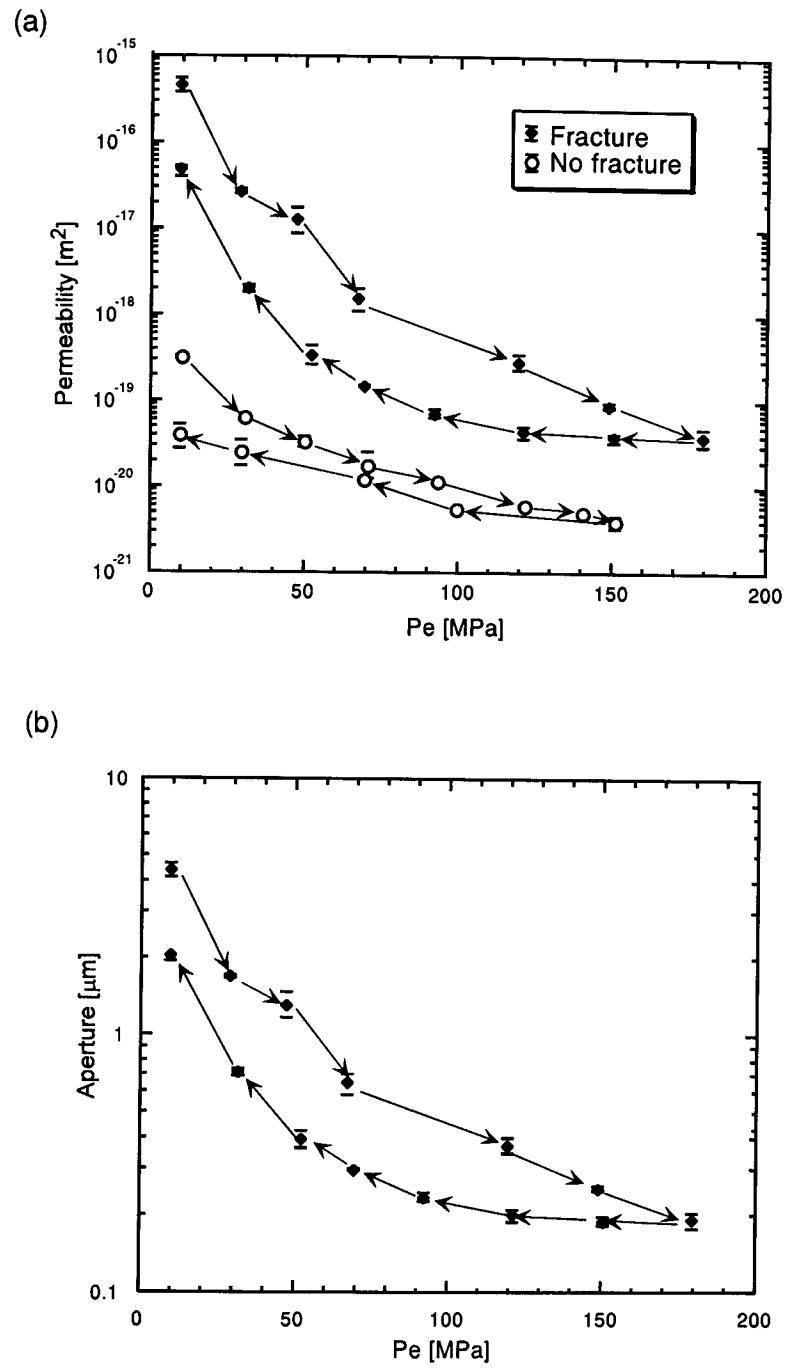 (a)
10-15
10-16
10-17
10-18
10-19
10-20
10-21
Permeability [m2]
Fracture
No fracture
0 50 100 150 200
Pe [MPa]
(b)
10
1
0.1
Aperture [μm]
0 50 100 150 200
Pe [MPa]